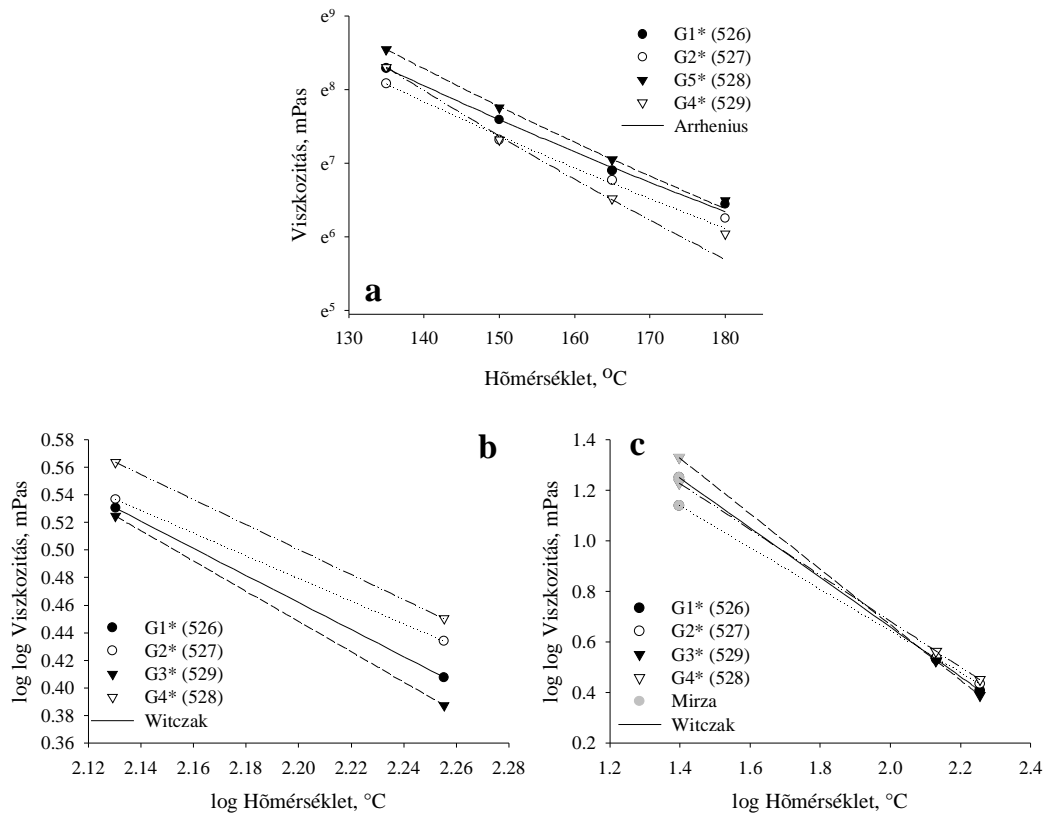 e9
e8
e7
e6
e5
Viszkozitás, mPas
G1* (526)
G2* (527)
G5* (528)
G4* (529)
Arrhenius
a
130 140 150 160 170 180
Hõmérséklet, ºC
0.58
0.56
0.54
0.52
0.50
0.48
0.46
0.44
0.42
0.40
0.38
0.36
log log Viszkozitás, mPas
b
G1* (526)
G2* (527)
G3* (529)
G4* (528)
Witczak
2.12 2.14 2.16 2.18 2.20 2.22 2.24 2.26 2.28
log Hõmérséklet, °C
1.4
1.2
1.0
0.8
0.6
0.4
0.2
log log Viszkozitás, mPas
c
G1* (526)
G2* (527)
G3* (529)
G4* (528)
Mirza
Witczak
1.2 1.4 1.6 1.8 2.0 2.2 2.4
log Hõmérséklet, °C